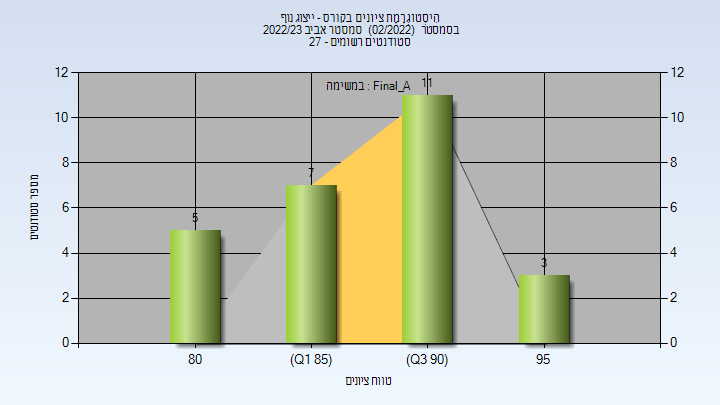 היסטוגרמת ציונים בקורס - ייצוג נוף
בסמסטר (02/2022) סמסטר אביב 2022/23
סטודנטים רשומים - 27
במשימה : Final_A
מספר סטודנטים
12 10 8 6 4 2 0
5 7 11 3
12 10 8 6 4 2 0
80 (Q1 85) (Q3 90) 95
טווח ציונים